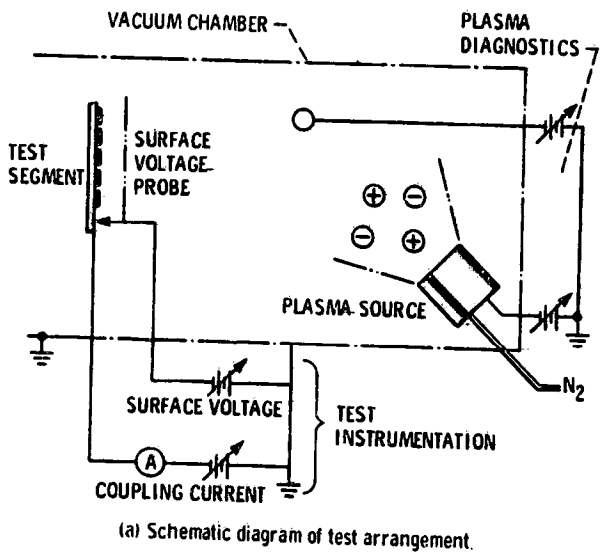 VACUUM CHAMBER
PLASMA
DIAGNOSTICS
TEST
SEGMENT
SURFACE
VOLTAGE
PROBE
+
−
−
+
PLASMA SOURCE
N2
SURFACE VOLTAGE
TEST
INSTRUMENTATION
A
COUPLING CURRENT
(a) Schematic diagram of test arrangement.